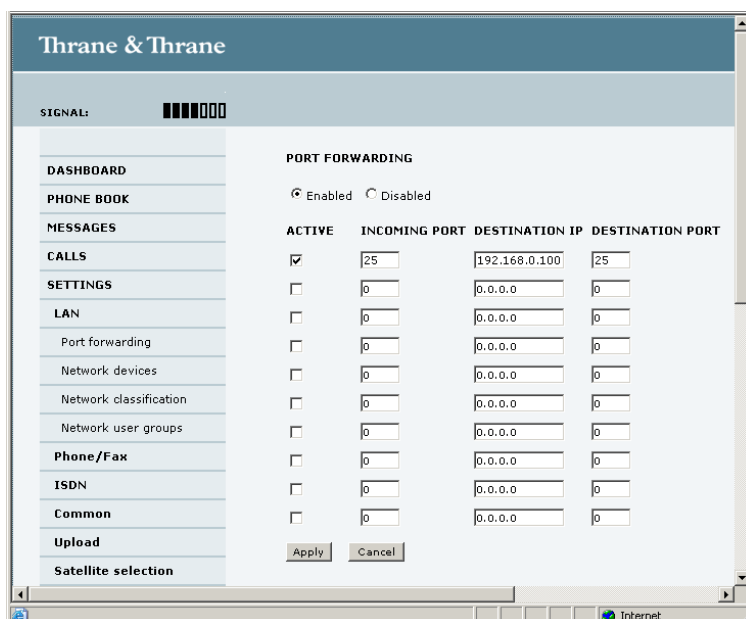 Thrane & Thrane
SIGNAL:
DASHBOARD
PHONE BOOK
MESSAGES
CALLS
SETTINGS
LAN
Port forwarding
Network devices
Network classification
Network user groups
Phone/Fax
ISDN
Common
Upload
Satellite selection
PORT FORWARDING
Enabled Disabled
ACTIVE INCOMING PORT DESTINATION IP DESTINATION PORT
25 192.168.0.100 25
0 0.0.0.0 0
0 0.0.0.0 0
0 0.0.0.0 0
0 0.0.0.0 0
0 0.0.0.0 0
0 0.0.0.0 0
0 0.0.0.0 0
0 0.0.0.0 0
0 0.0.0.0 0
Apply Cancel
Internet